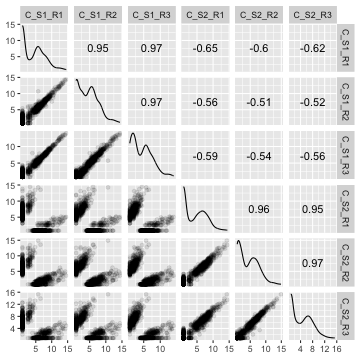 C_S1_R1 C_S1_R2 C_S1_R3 C_S2_R1 C_S2_R2 C_S2_R3
0.95 0.97 -0.65 -0.6 -0.62 C_S1_R1
15 10 5 0.97 -0.56 -0.51 -0.52 C_S1_R2
10 5 -0.59 -0.54 -0.56 C_S1_R3
15 10 5 0.96 0.95 C_S2_R1
15 10 5 0.97 C_S2_R2
16 12 8 4 C_S2_R3
5 10 15 5 10 15 5 10 5 10 15 5 10 15 4 8 12 16